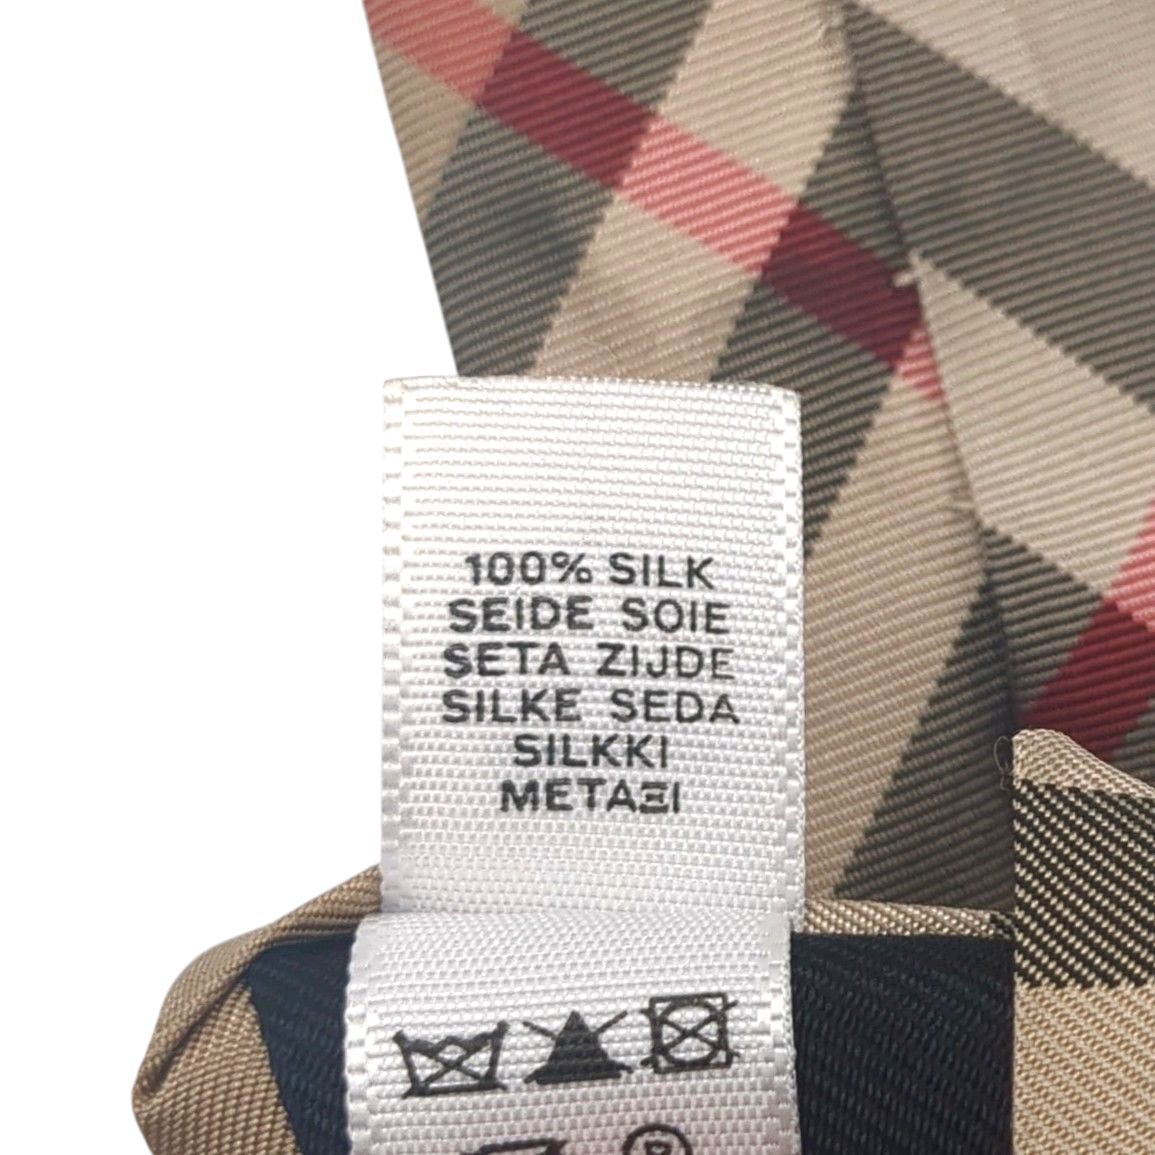 100% SILK
SEIDE SOIE
SETA ZIJDE
SILKE SEDA
SILKKI
ΜΕΤΑΞΙ